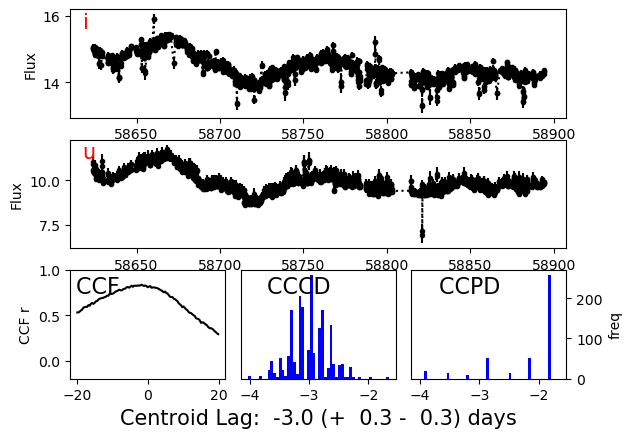 i
Flux
16
14
58650 58700 58750 58800 58850 58900
u
Flux
10.0
7.5
58650 58700 58750 58800 58850 58900
CCF
CCF r
1.0
0.5
0.0
−20 0 20
CCCD
−4 −3 −2
CCPD
−4 −3 −2
200
100
0
freq
Centroid Lag: -3.0 (+ 0.3 - 0.3) days